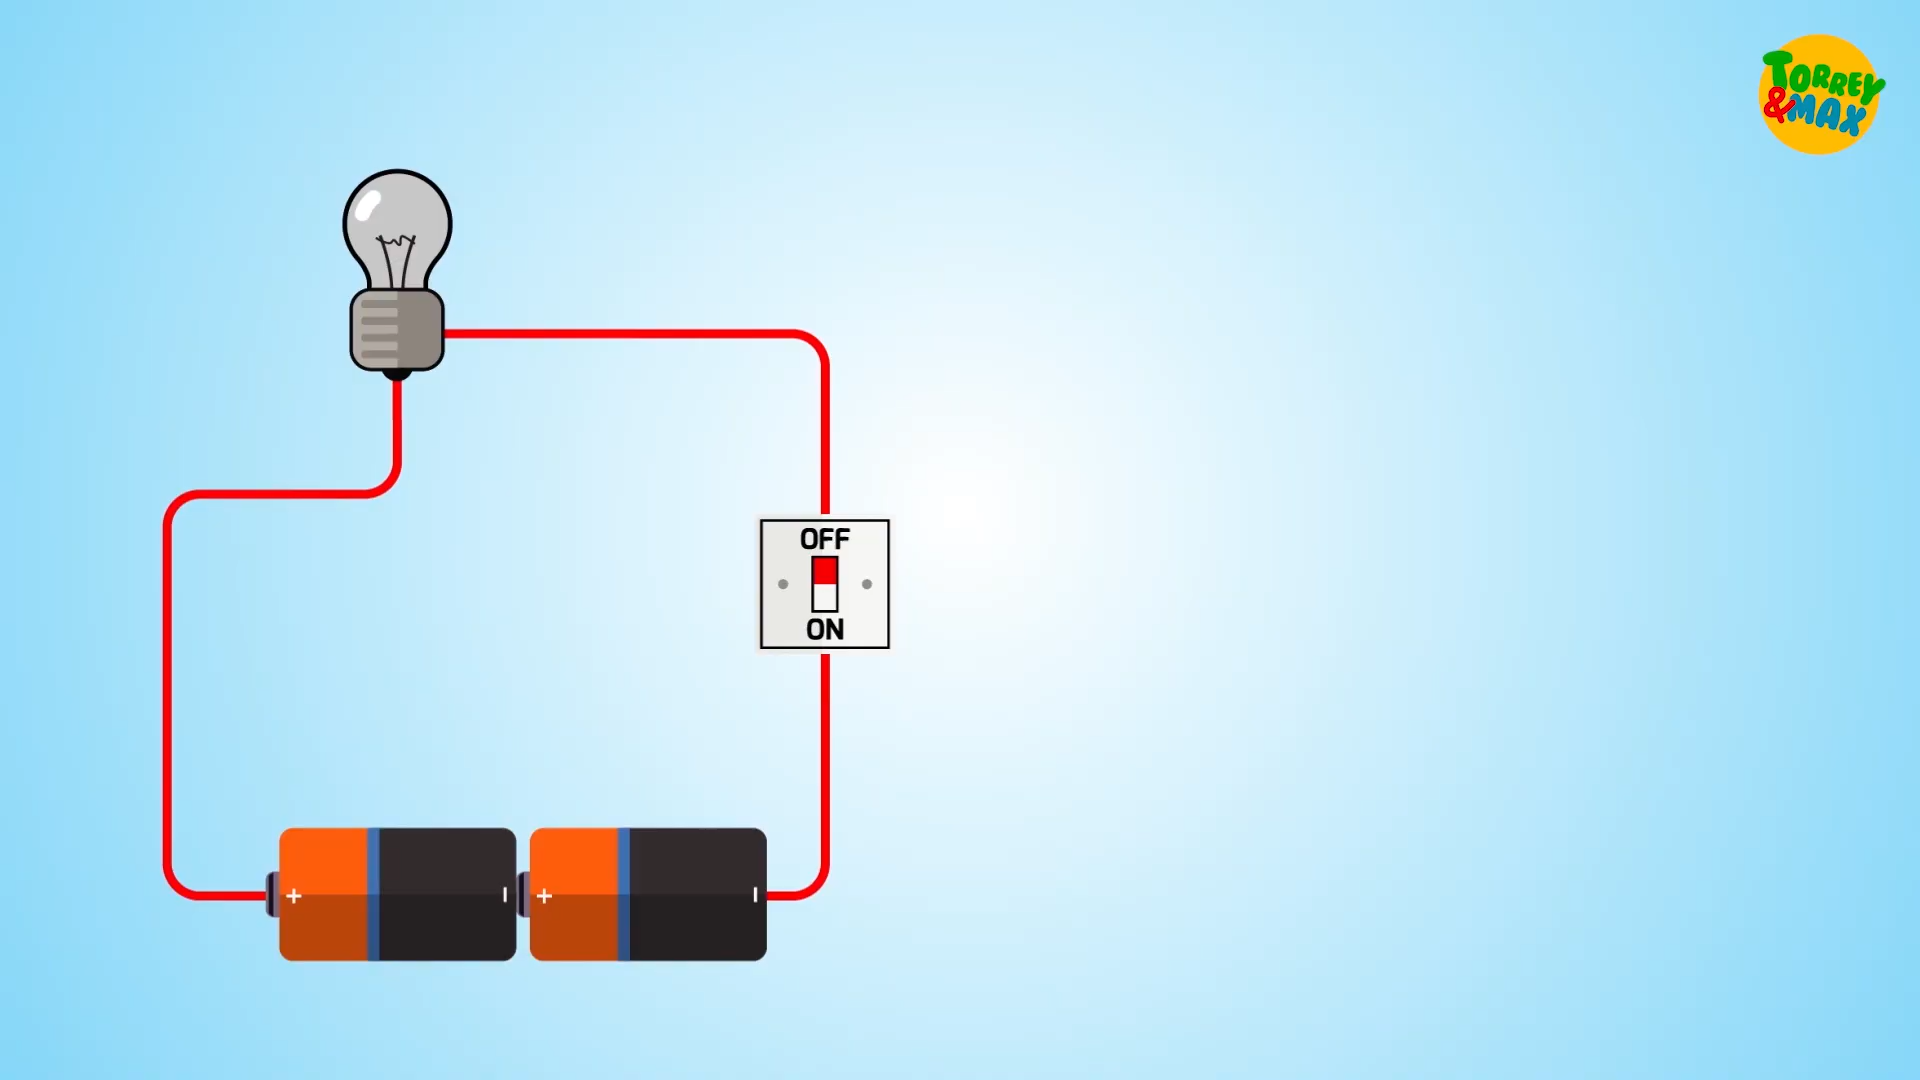 TORREY
&MAX
OFF
ON
+ - + -